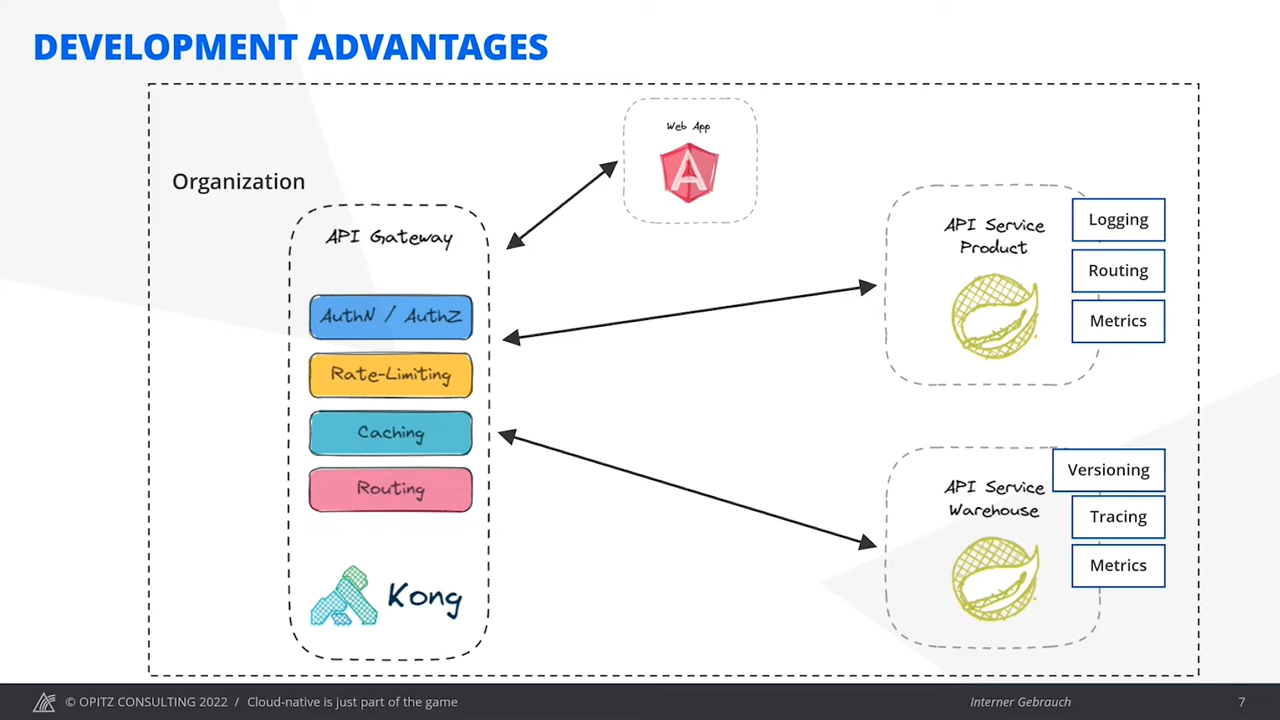 DEVELOPMENT ADVANTAGES
Organization
Web App
API Gateway
AuthN / AuthZ
Rate-Limiting
Caching
Routing
Kong
API Service
Product
Logging
Routing
Metrics
API Service
Warehouse
Versioning
Tracing
Metrics
© OPITZ CONSULTING 2022 / Cloud-native is just part of the game
Interner Gebrauch
7